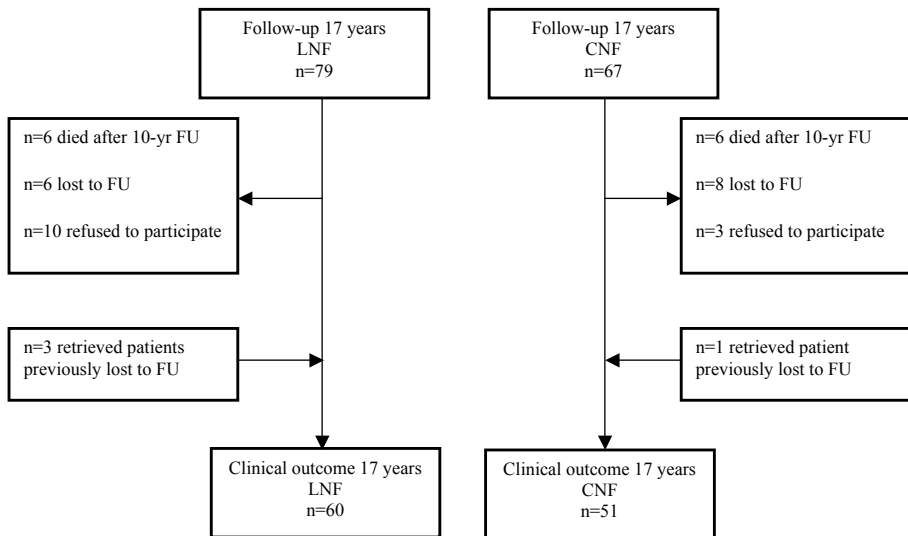 Follow-up 17 years
LNF
n=79
Follow-up 17 years
CNF
n=67
n=6 died after 10-yr FU
n=6 lost to FU
n=10 refused to participate
n=6 died after 10-yr FU
n=8 lost to FU
n=3 refused to participate
n=3 retrieved patients
previously lost to FU
n=1 retrieved patient
previously lost to FU
Clinical outcome 17 years
LNF
n=60
Clinical outcome 17 years
CNF
n=51